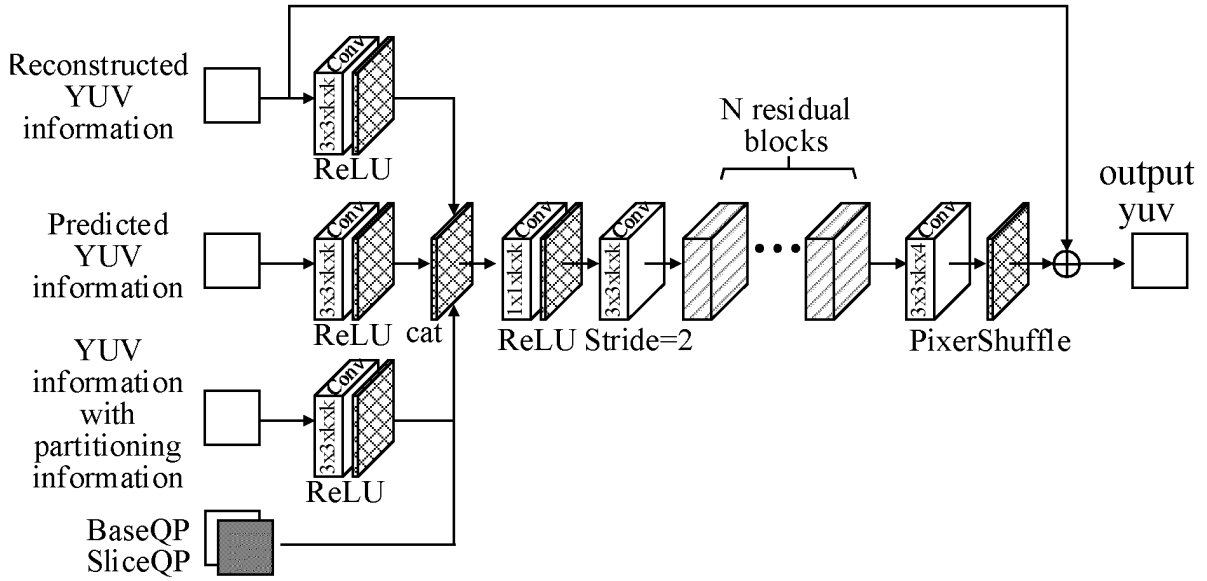 Reconstructed
YUV
information
Conv
3x3xkxk
ReLU
N residual
blocks
output
yuv
Predicted
YUV
information
Conv
3x3xkxk
ReLU
cat
Conv
1x1xkxk
ReLU
Conv
3x3xkxk
Stride=2
Conv
3x3xkx4
PixerShuffle
YUV
information
with
partitioning
information
Conv
3x3xkxk
ReLU
BaseQP
SliceQP